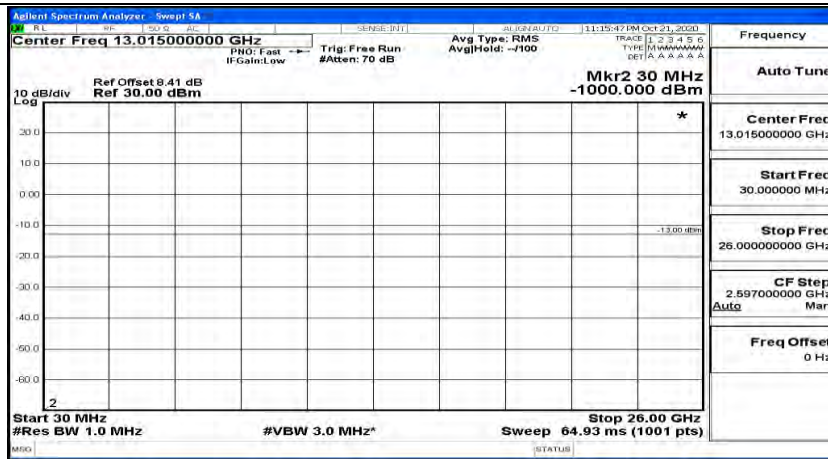 Agilent Spectrum Analyzer - Swept SA
RL RF 50 Ω AC SENSE:INT ALIGN AUTO 11:15:47 PM Oct 21, 2020
Center Freq 13.015000000 GHz
PNO: Fast
IFGain:Low
Trig: Free Run
#Atten: 70 dB
Avg Type: RMS
Avg|Hold: --/100
TRACE 1 2 3 4 5 6
TYPE M
DET A A A A A A
Frequency
Auto Tune
Ref Offset 8.41 dB
Ref 30.00 dBm
10 dB/div
Log
Mkr2 30 MHz
-1000.000 dBm
*
20.0
10.0
0.00
-10.0
-13.00 dBm
-20.0
-30.0
-40.0
-50.0
-60.0
2
Center Freq
13.015000000 GHz
Start Freq
30.000000 MHz
Stop Freq
26.000000000 GHz
CF Step
2.597000000 GHz
Auto Man
Freq Offset
0 Hz
Start 30 MHz
Stop 26.00 GHz
#Res BW 1.0 MHz
#VBW 3.0 MHz*
Sweep 64.93 ms (1001 pts)
MSG
STATUS